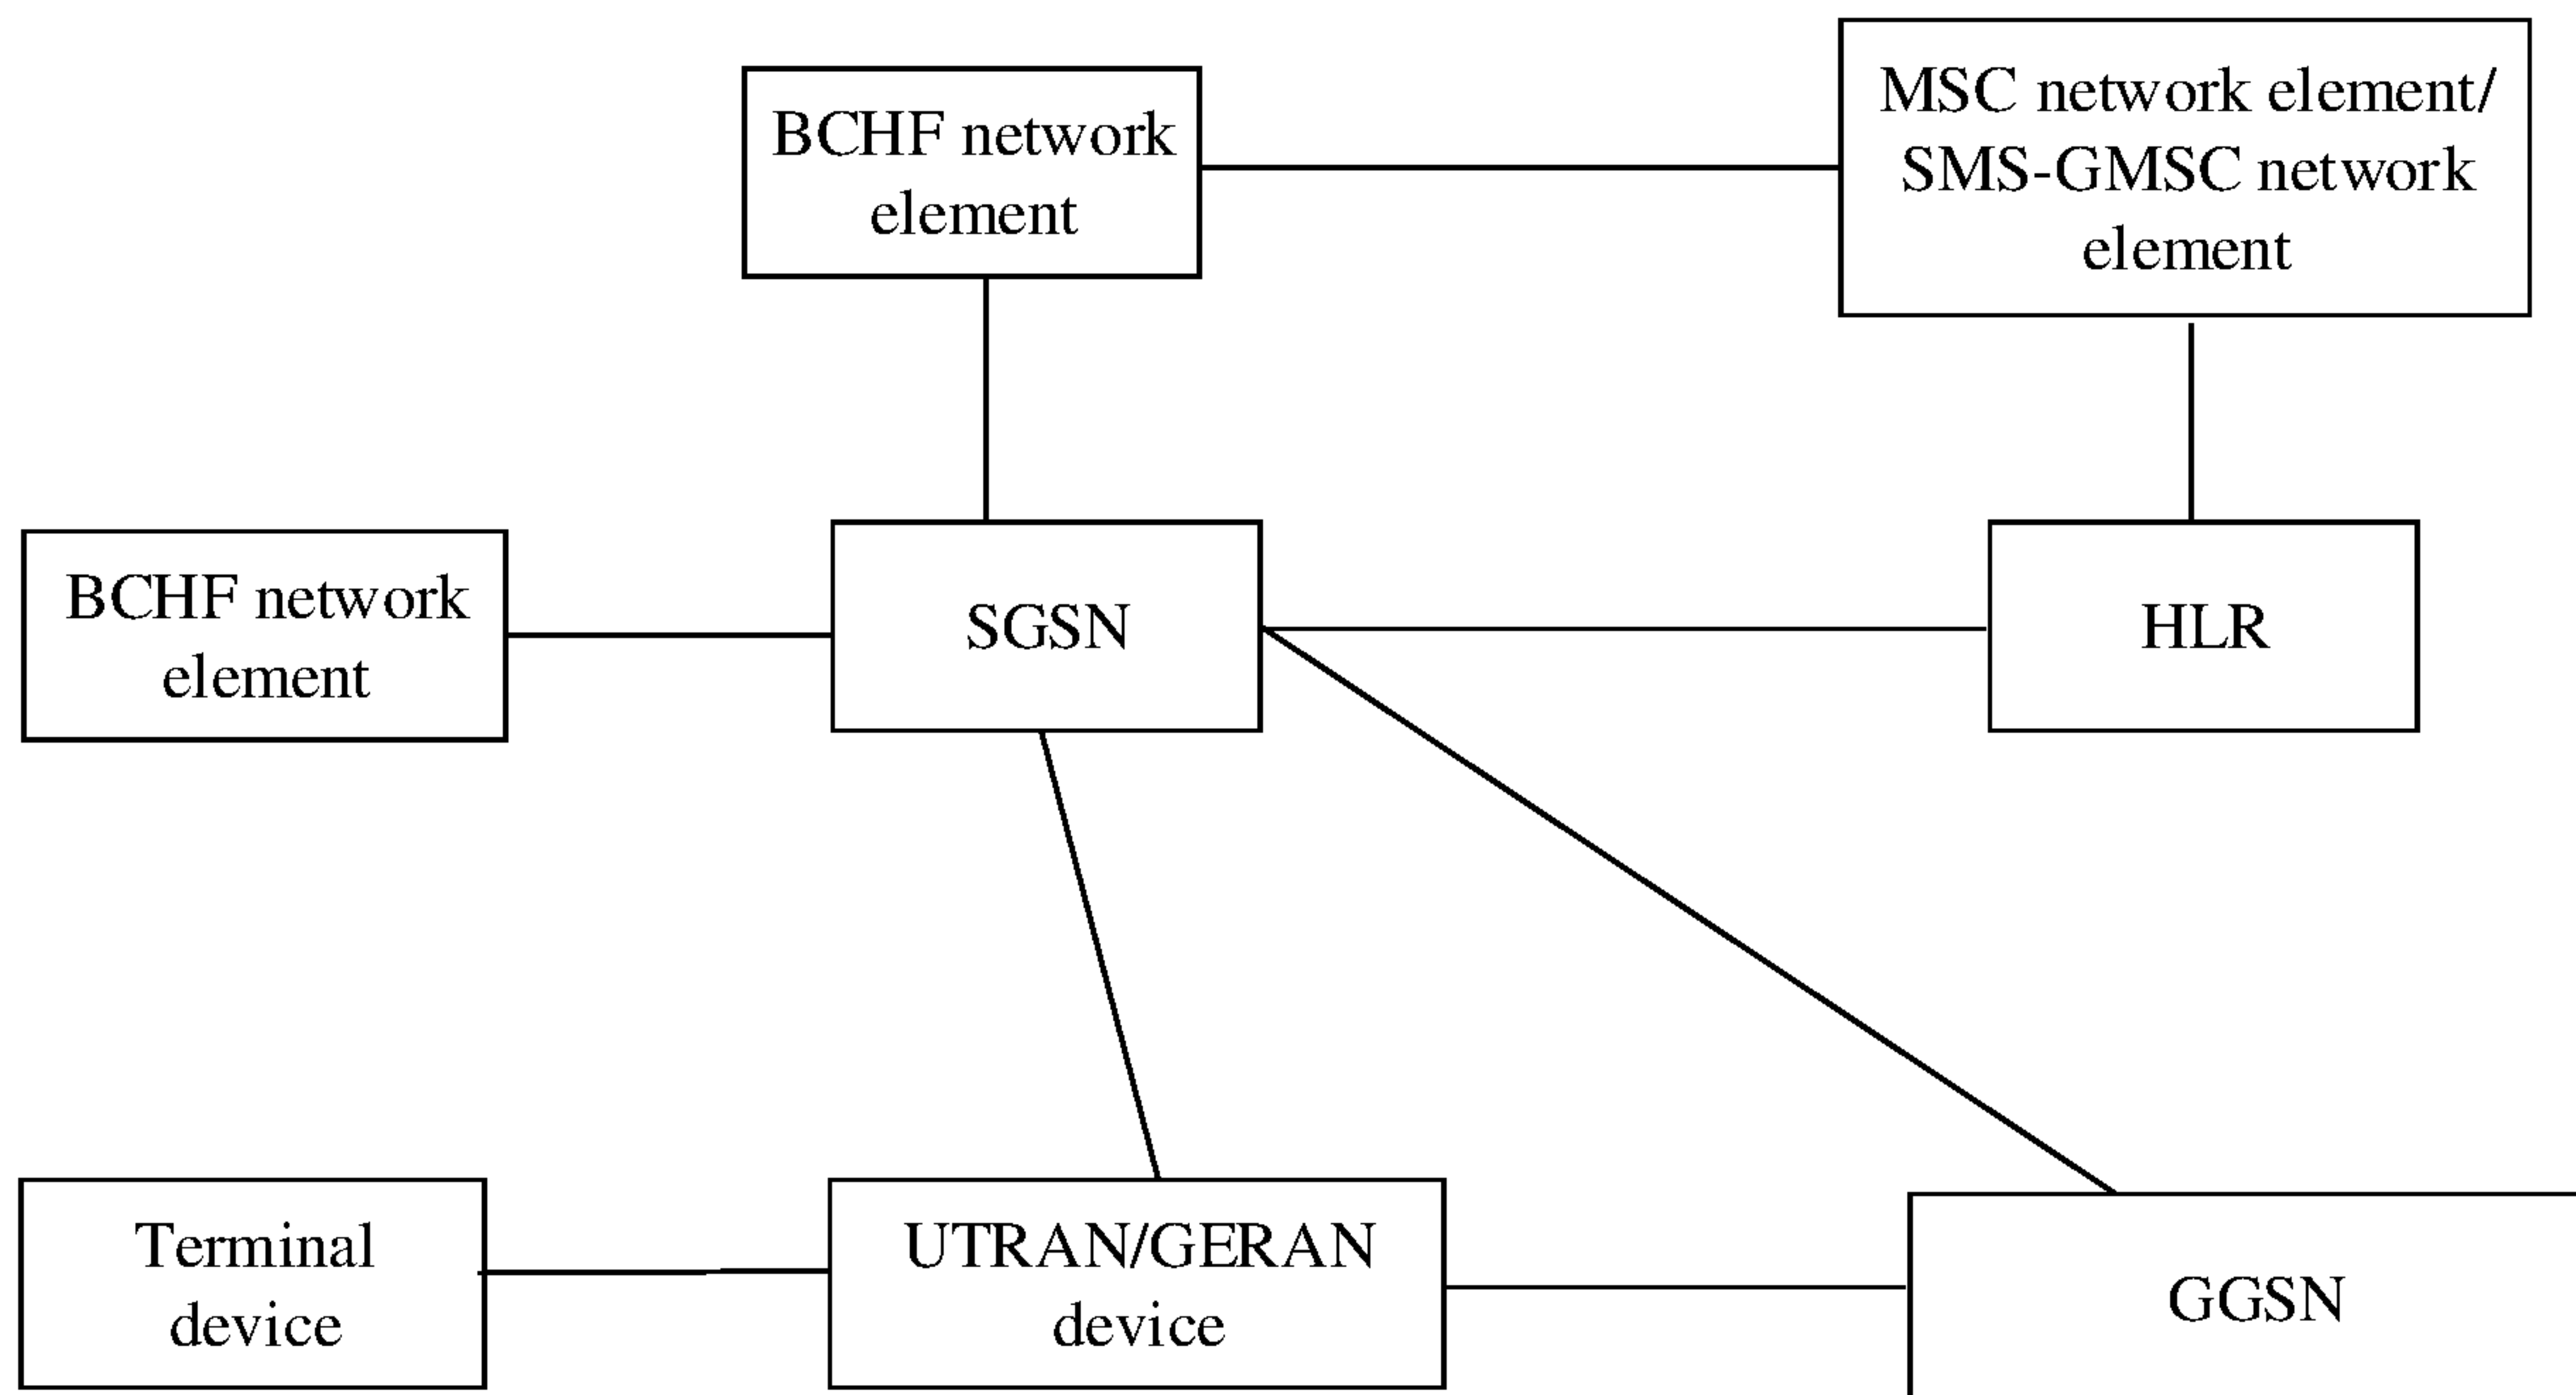 BCHF network
element
MSC network element/
SMS-GMSC network
element
BCHF network
element
SGSN
HLR
Terminal
device
UTRAN/GERAN
device
GGSN